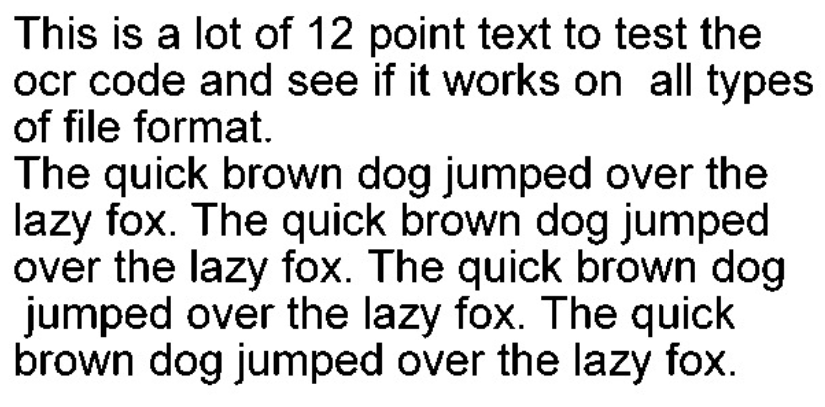 This is a lot of 12 point text to test the
ocr code and see if it works on  all types
of file format.
The quick brown dog jumped over the
lazy fox. The quick brown dog jumped
over the lazy fox. The quick brown dog
 jumped over the lazy fox. The quick
brown dog jumped over the lazy fox.